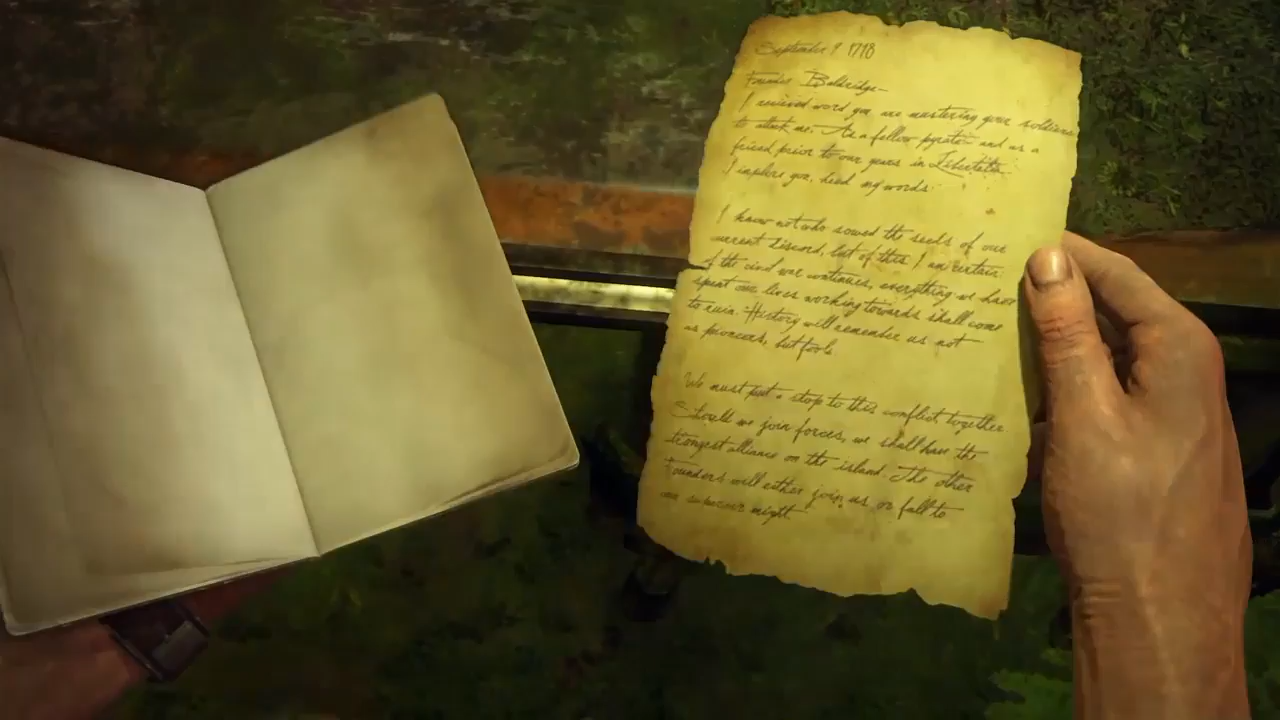 September 9 1718
Founder Baldridge-
I received word you are mustering your soldiers
to attack me. As a fellow pyrate- and as a
friend prior to our years in Libertalia-
I implore you, heed my words.
I know not who sowed the seeds of our
current discord, but of this I am certain:
if the civil war continues, everything we have
spent our lives working towards shall come
to ruin. History will remember us not
as pioneers, but fools.
We must put a stop to this conflict, together.
Should we join forces, we shall have the
strongest alliance on the island. The other
Founders will either join us, or fall to
our superior might.